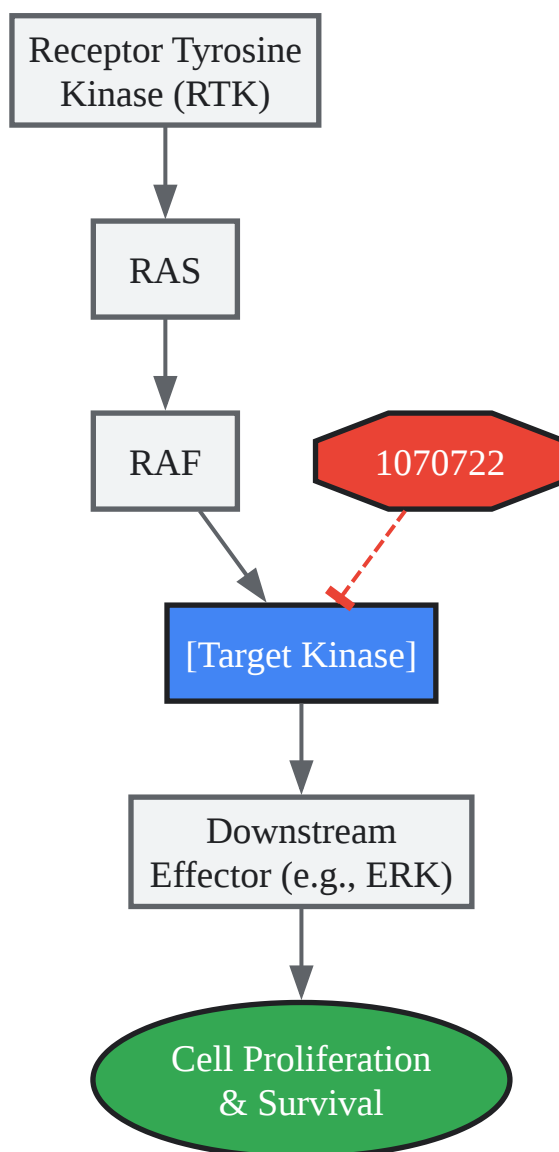 Receptor Tyrosine
Kinase (RTK)
RAS
RAF
1070722
[Target Kinase]
Downstream
Effector (e.g., ERK)
Cell Proliferation
& Survival